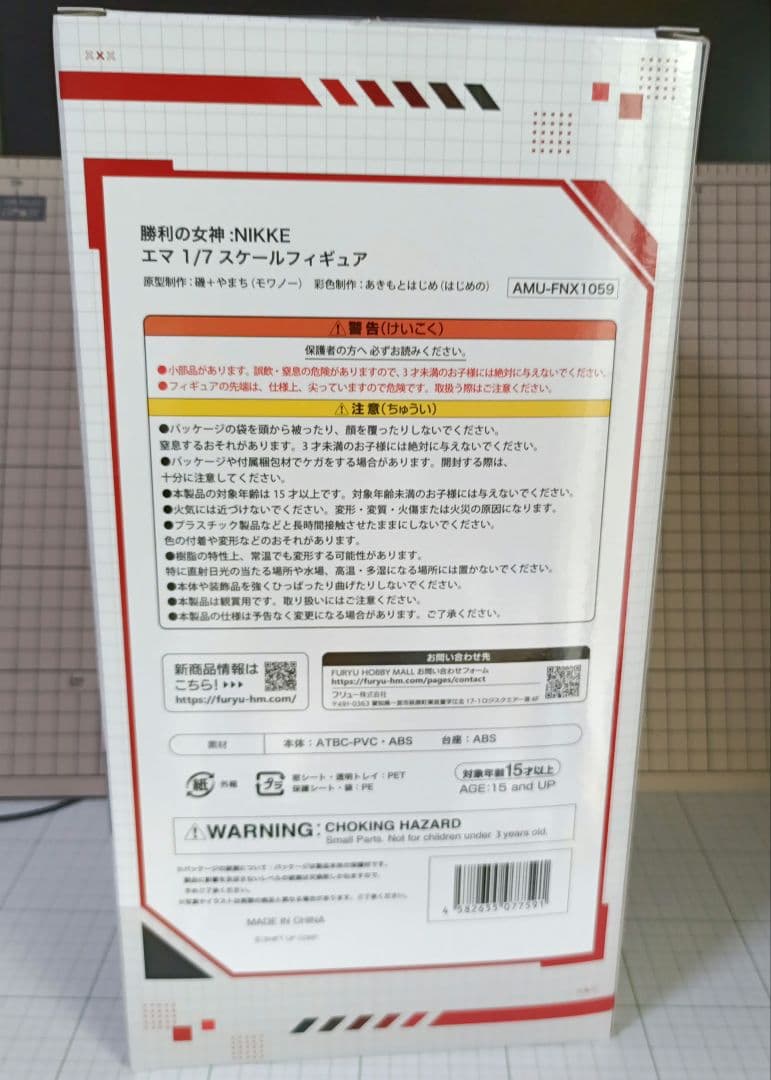 ×××
勝利の女神:NIKKE
エマ 1/7 スケールフィギュア
原型制作:磯+やまち(モワノー) 彩色制作:あきもとはじめ(はじめの)
AMU-FNX1059
⚠警告(けいこく)
保護者の方へ 必ずお読みください。
●小部品があります。誤飲・窒息の危険がありますので、3才未満のお子様には絶対に与えないでください。
●フィギュアの先端は、仕様上、尖っていますので危険です。取扱う際はご注意ください。
⚠注意(ちゅうい)
●パッケージの袋を頭から被ったり、顔を覆ったりしないでください。
窒息するおそれがあります。3才未満のお子様には絶対に与えないでください。
●パッケージや付属梱包材でケガをする場合があります。開封する際は、
十分に注意してください。
●本製品の対象年齢は15才以上です。対象年齢未満のお子様には与えないでください。
●火気には近づけないでください。変形・変質・火傷または火災の原因になります。
●プラスチック製品などと長時間接触させたままにしないでください。
色の付着や変形などのおそれがあります。
●樹脂の特性上、常温でも変形する可能性があります。
特に直射日光の当たる場所や水場、高温・多湿になる場所には置かないでください。
●本体や装飾品を強くひっぱったり曲げたりしないでください。
●本製品は観賞用です。取り扱いにはご注意ください。
●本製品の仕様は予告なく変更になる場合があります。ご了承ください。
新商品情報は
こちら!▶▶▶
https://furyu-hm.com/
お問い合わせ先
FURYU HOBBY MALL お問い合わせフォーム
https://furyu-hm.com/pages/contact
フリュー株式会社
〒491-0363
素材
本体:ATBC-PVC・ABS 台座:ABS
紙 外箱
プラ
紙シート・透明トレイ:PET
保護シート・袋:PE
対象年齢15才以上
AGE:15 and UP
⚠WARNING: CHOKING HAZARD
Small Parts. Not for children under 3 years old.
4 582655 077591
MADE IN CHINA